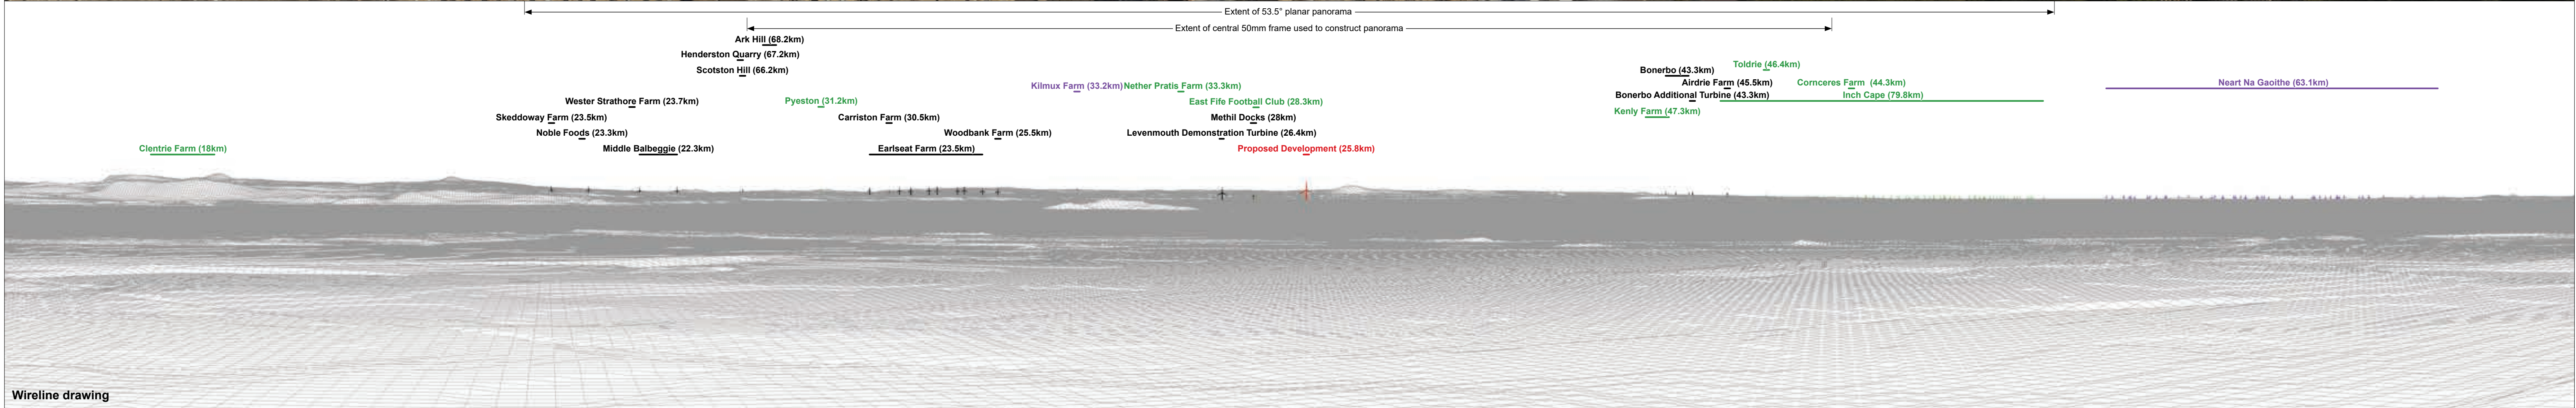 Extent of 53.5° planar panorama
Extent of central 50mm frame used to construct panorama
Ark Hill (68.2km)
Henderston Quarry (67.2km)
Scotston Hill (66.2km)
Bonerbo (43.3km)
Toldrie (46.4km)
Kilmux Farm (33.2km)
Nether Pratis Farm (33.3km)
Airdrie Farm (45.5km)
Cornceres Farm (44.3km)
Neart Na Gaoithe (63.1km)
Wester Strathore Farm (23.7km)
Pyeston (31.2km)
East Fife Football Club (28.3km)
Bonerbo Additional Turbine (43.3km)
Inch Cape (79.8km)
Skeddoway Farm (23.5km)
Carriston Farm (30.5km)
Methil Docks (28km)
Kenly Farm (47.3km)
Noble Foods (23.3km)
Woodbank Farm (25.5km)
Levenmouth Demonstration Turbine (26.4km)
Clentrie Farm (18km)
Middle Balbeggie (22.3km)
Earlseat Farm (23.5km)
Proposed Development (25.8km)
Wireline drawing